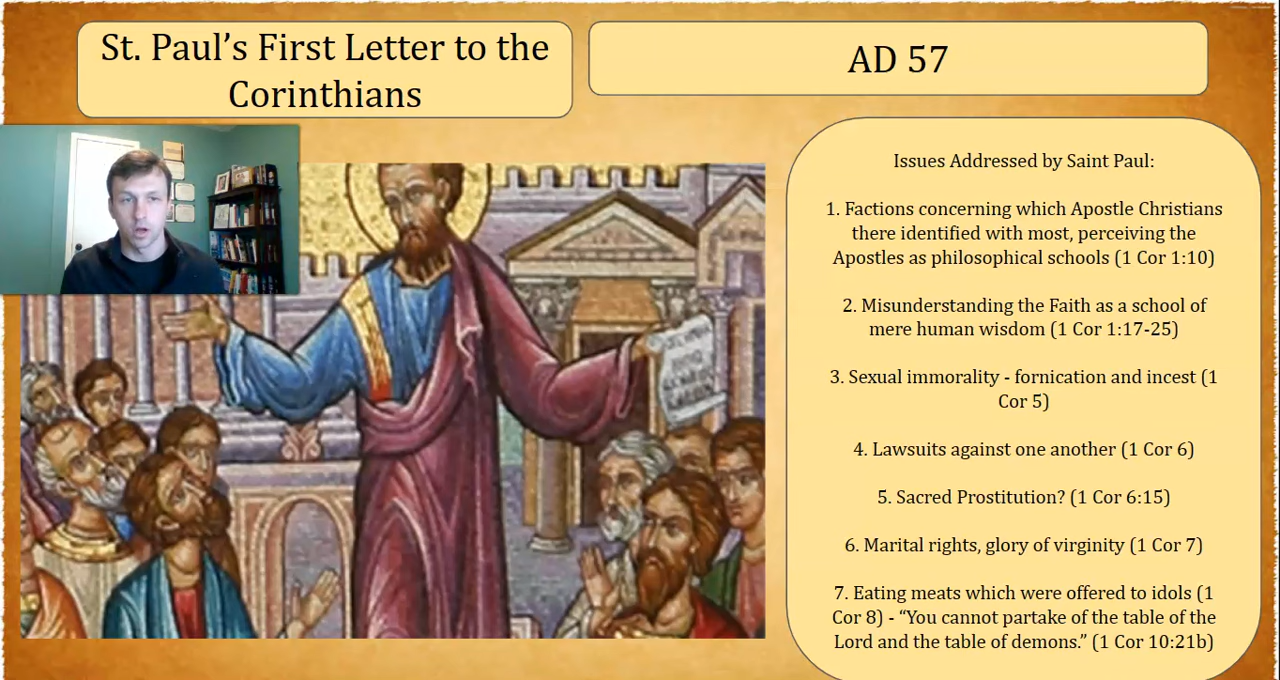 St. Paul’s First Letter to the
Corinthians
AD 57
Issues Addressed by Saint Paul:
1. Factions concerning which Apostle Christians
there identified with most, perceiving the
Apostles as philosophical schools (1 Cor 1:10)
2. Misunderstanding the Faith as a school of
mere human wisdom (1 Cor 1:17-25)
3. Sexual immorality - fornication and incest (1
Cor 5)
4. Lawsuits against one another (1 Cor 6)
5. Sacred Prostitution? (1 Cor 6:15)
6. Marital rights, glory of virginity (1 Cor 7)
7. Eating meats which were offered to idols (1
Cor 8) - “You cannot partake of the table of the
Lord and the table of demons.” (1 Cor 10:21b)